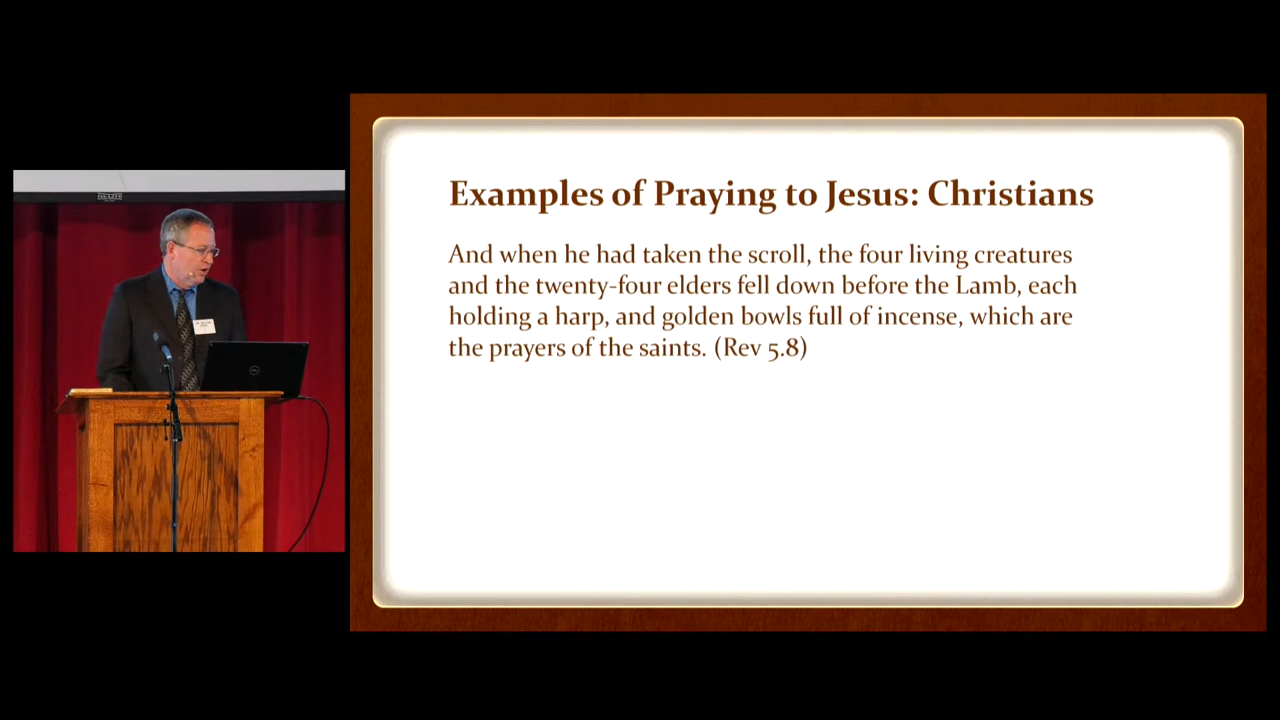 Examples of Praying to Jesus: Christians
And when he had taken the scroll, the four living creatures
and the twenty-four elders fell down before the Lamb, each
holding a harp, and golden bowls full of incense, which are
the prayers of the saints. (Rev 5.8)
DELL